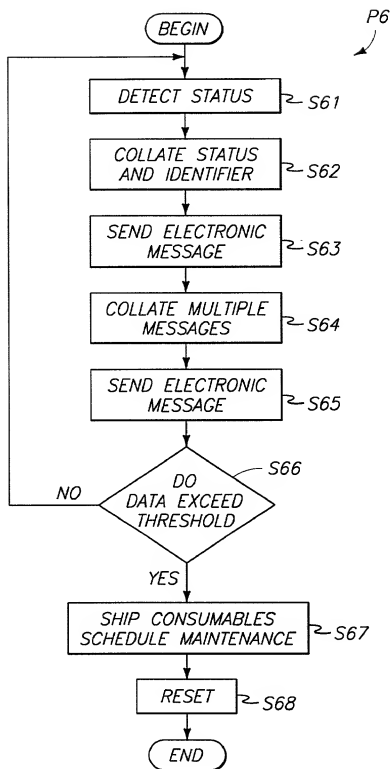 BEGIN
P6
DETECT STATUS
S61
COLLATE STATUS
AND IDENTIFIER
S62
SEND ELECTRONIC
MESSAGE
S63
COLLATE MULTIPLE
MESSAGES
S64
SEND ELECTRONIC
MESSAGE
S65
S66
DO
DATA EXCEED
THRESHOLD
NO
YES
SHIP CONSUMABLES
SCHEDULE MAINTENANCE
S67
RESET
S68
END